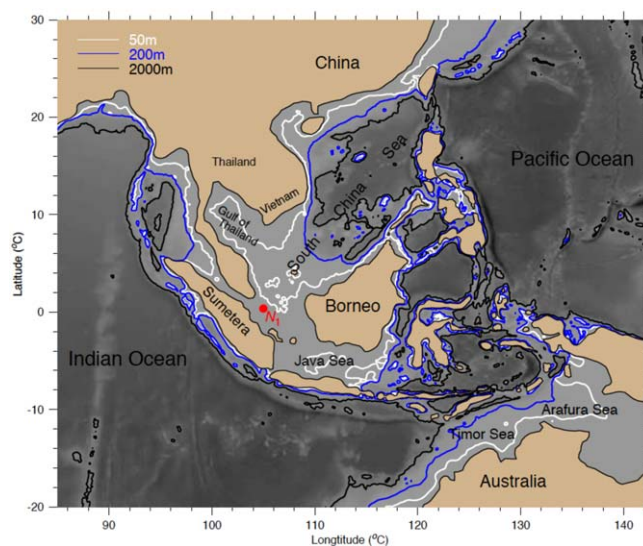 50m
200m
2000m
China
Thailand
Vietnam
Gulf of
Thailand
South China Sea
Pacific Ocean
Sumetera
N1
Borneo
Indian Ocean
Java Sea
Arafura Sea
Timor Sea
Australia
30
20
10
0
-10
-20
Latitude (°C)
90 100 110 120 130 140
Longtitude (°C)